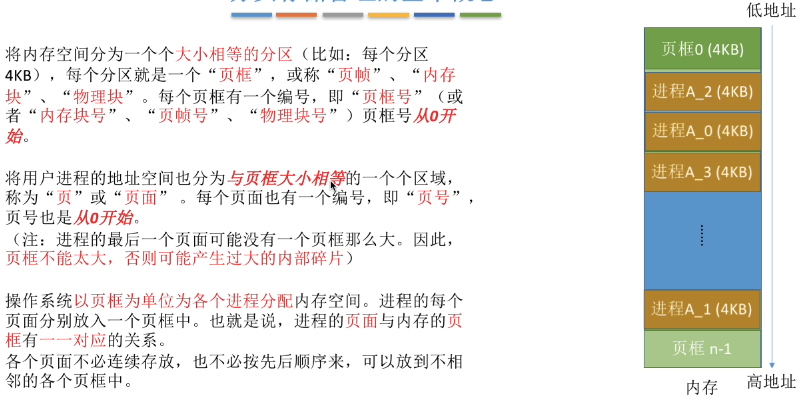 将内存空间分为一个个大小相等的分区（比如：每个分区
4KB），每个分区就是一个“页框”，或称“页帧”、“内存
块”、“物理块”。每个页框有一个编号，即“页框号”（或
者“内存块号”、“页帧号”、“物理块号”）页框号从0开
始。
将用户进程的地址空间也分为与页框大小相等的一个个区域，
称为“页”或“页面” 。每个页面也有一个编号，即“页号”，
页号也是从0开始。
（注：进程的最后一个页面可能没有一个页框那么大。因此，
页框不能太大，否则可能产生过大的内部碎片）
操作系统以页框为单位为各个进程分配内存空间。进程的每个
页面分别放入一个页框中。也就是说，进程的页面与内存的页
框有一一对应的关系。
各个页面不必连续存放，也不必按先后顺序来，可以放到不相
邻的各个页框中。
低地址
页框0 (4KB)
进程A_2 (4KB)
进程A_0 (4KB)
进程A_3 (4KB)
……
进程A_1 (4KB)
页框 n-1
内存
高地址